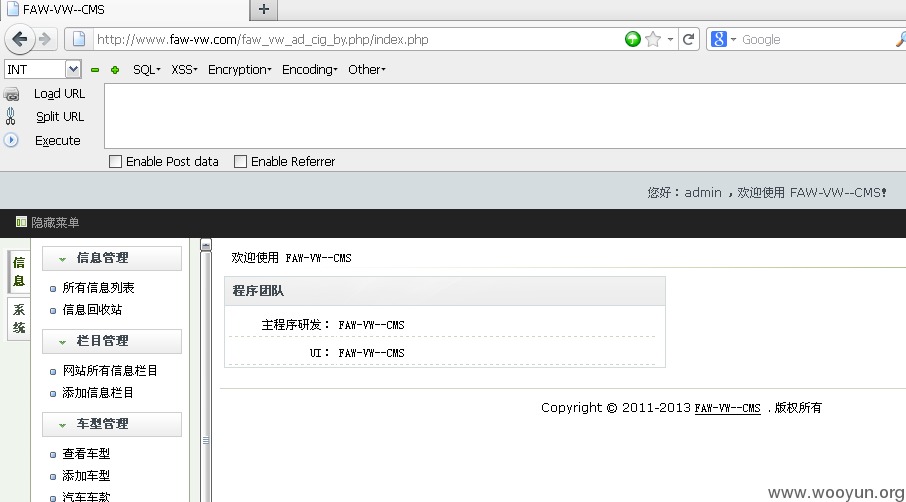 FAW-VW--CMS
http://www.faw-vw.com/faw_vw_ad_cig_by.php/index.php
Google
INT SQL XSS Encryption Encoding Other
Load URL
Split URL
Execute
Enable Post data Enable Referrer
您好：admin ，欢迎使用 FAW-VW--CMS!
隐藏菜单
信息
系统
信息管理
所有信息列表
信息回收站
栏目管理
网站所有信息栏目
添加信息栏目
车型管理
查看车型
添加车型
汽车车款
欢迎使用 FAW-VW--CMS
程序团队
主程序研发： FAW-VW--CMS
UI： FAW-VW--CMS
Copyright © 2011-2013 FAW-VW--CMS . 版权所有
www.wooyun.org